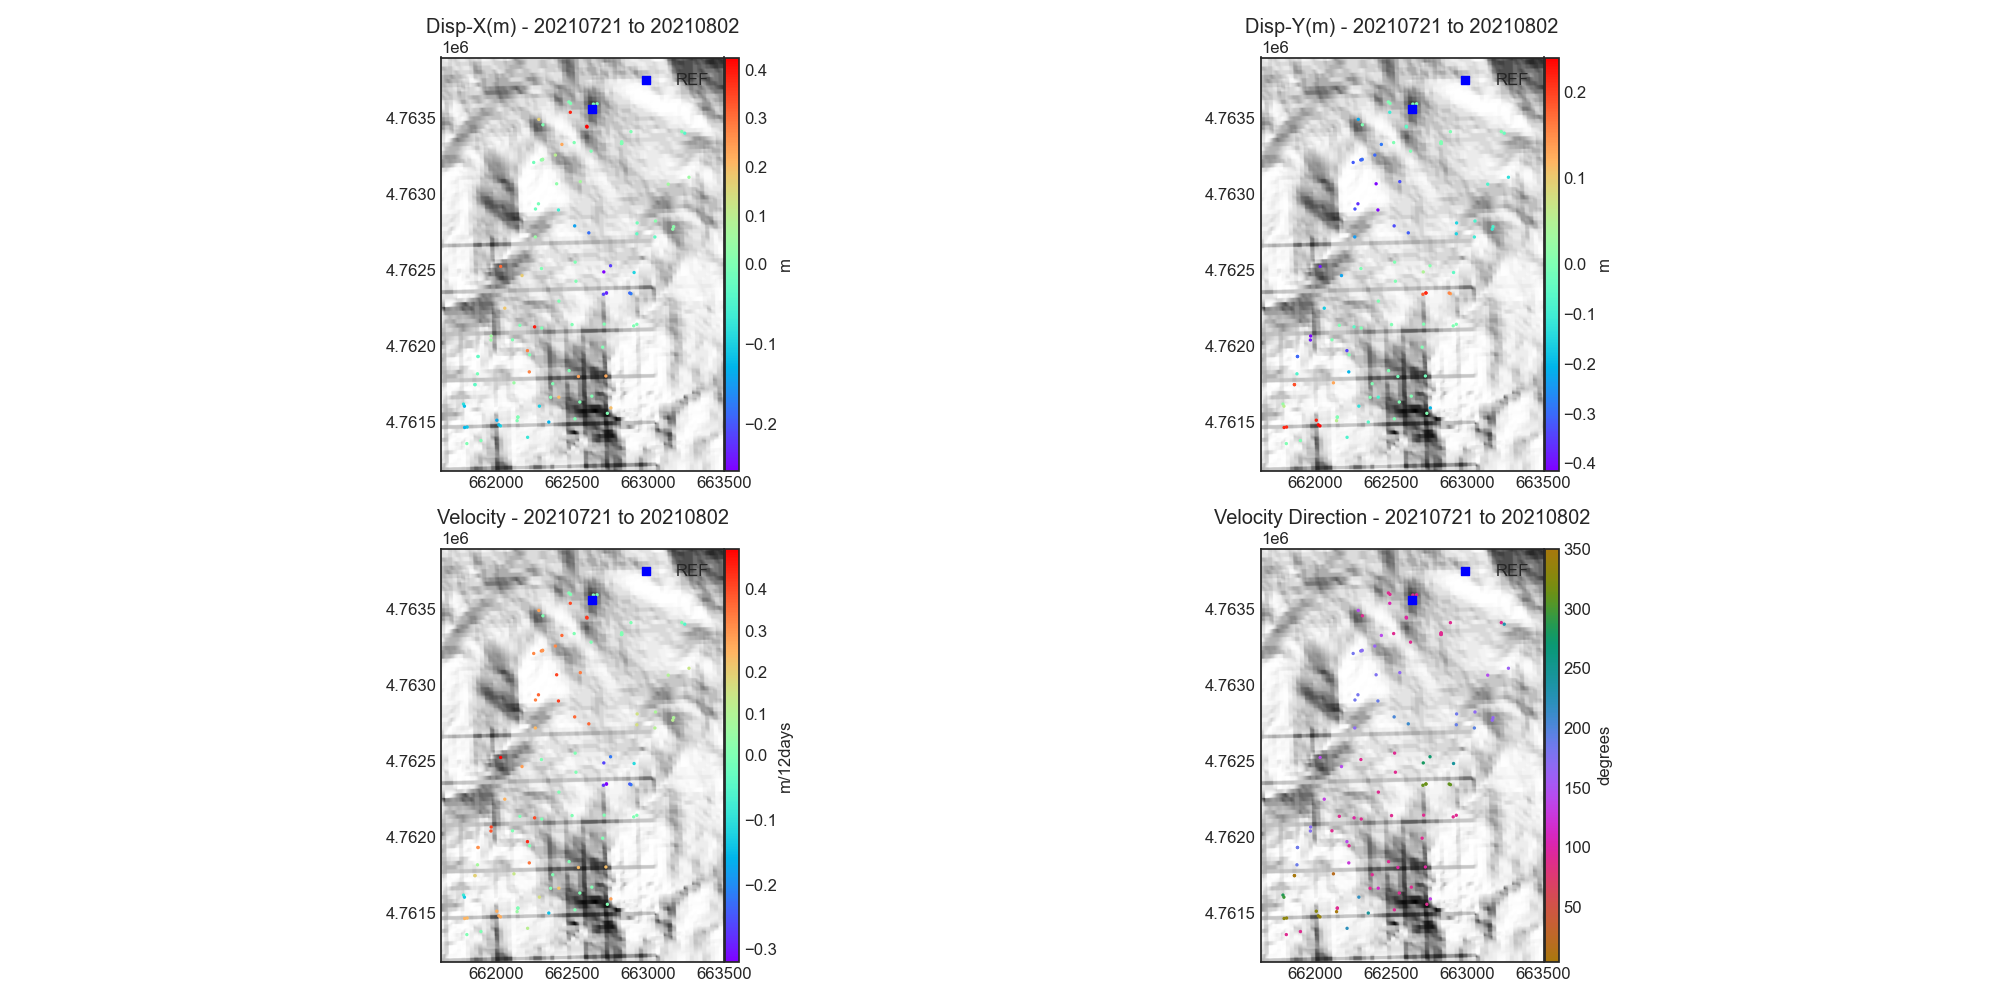 Disp-X(m) - 20210721 to 20210802
1e6
REF
4.7635
4.7630
4.7625
4.7620
4.7615
662000 662500 663000 663500
0.4
0.3
0.2
0.1
0.0
−0.1
−0.2
m
Disp-Y(m) - 20210721 to 20210802
1e6
REF
4.7635
4.7630
4.7625
4.7620
4.7615
662000 662500 663000 663500
0.2
0.1
0.0
−0.1
−0.2
−0.3
−0.4
m
Velocity - 20210721 to 20210802
1e6
REF
4.7635
4.7630
4.7625
4.7620
4.7615
662000 662500 663000 663500
0.4
0.3
0.2
0.1
0.0
−0.1
−0.2
−0.3
m/12days
Velocity Direction - 20210721 to 20210802
1e6
REF
4.7635
4.7630
4.7625
4.7620
4.7615
662000 662500 663000 663500
350
300
250
200
150
100
50
degrees